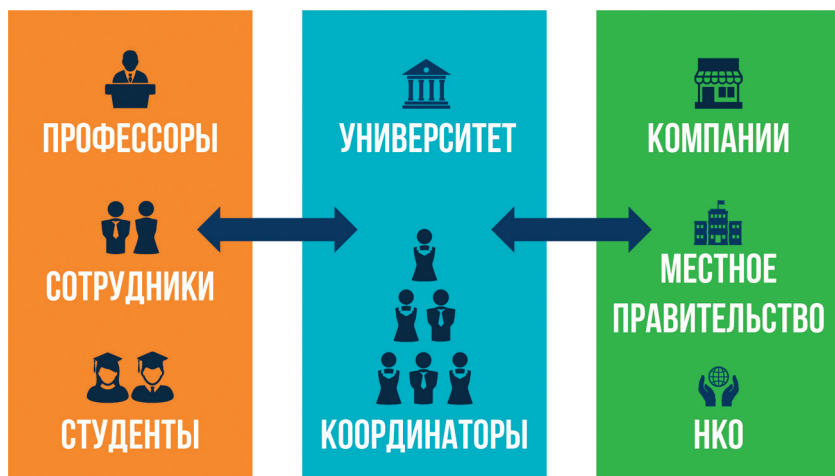 ПРОФЕССОРЫ
СОТРУДНИКИ
СТУДЕНТЫ
УНИВЕРСИТЕТ
КООРДИНАТОРЫ
КОМПАНИИ
МЕСТНОЕ
ПРАВИТЕЛЬСТВО
НКО